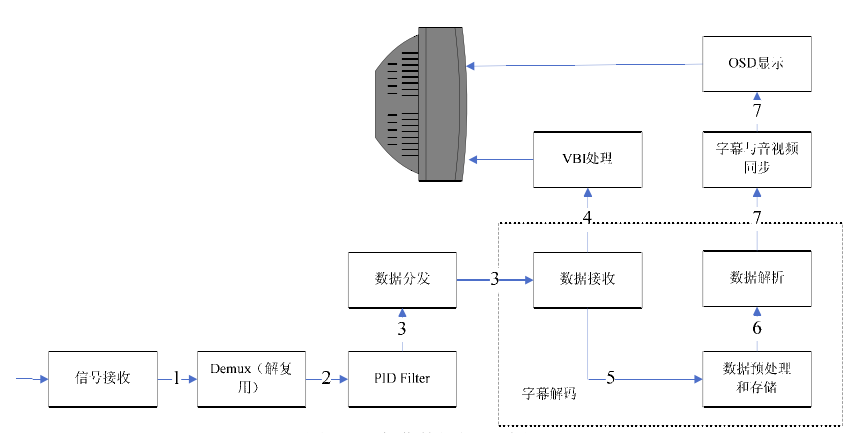 OSD显示
7
VBI处理
字幕与音视频
同步
4
7
数据分发
3
数据接收
数据解析
3
6
信号接收
1
Demux（解复
用）
2
PID Filter
5
数据预处理
和存储
字幕解码